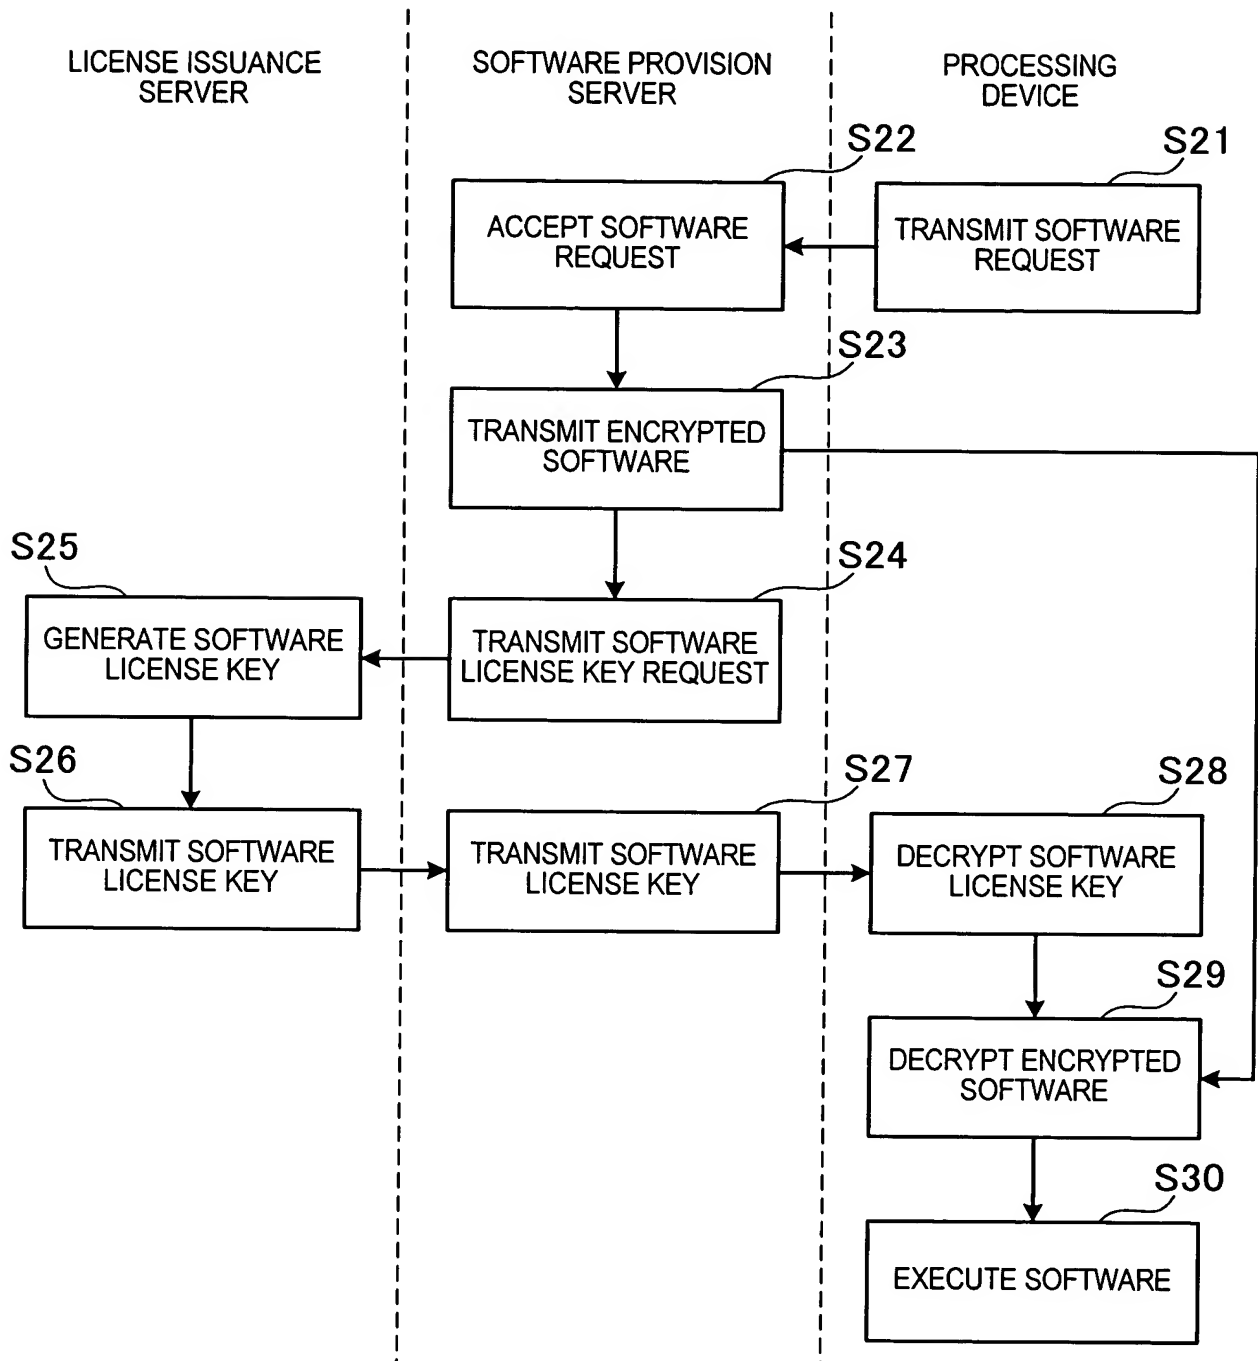 LICENSE ISSUANCE
SERVER
SOFTWARE PROVISION
SERVER
PROCESSING
DEVICE
S22
S21
ACCEPT SOFTWARE
REQUEST
TRANSMIT SOFTWARE
REQUEST
S23
TRANSMIT ENCRYPTED
SOFTWARE
S25
S24
GENERATE SOFTWARE
LICENSE KEY
TRANSMIT SOFTWARE
LICENSE KEY REQUEST
S26
S27
S28
TRANSMIT SOFTWARE
LICENSE KEY
TRANSMIT SOFTWARE
LICENSE KEY
DECRYPT SOFTWARE
LICENSE KEY
S29
DECRYPT ENCRYPTED
SOFTWARE
S30
EXECUTE SOFTWARE